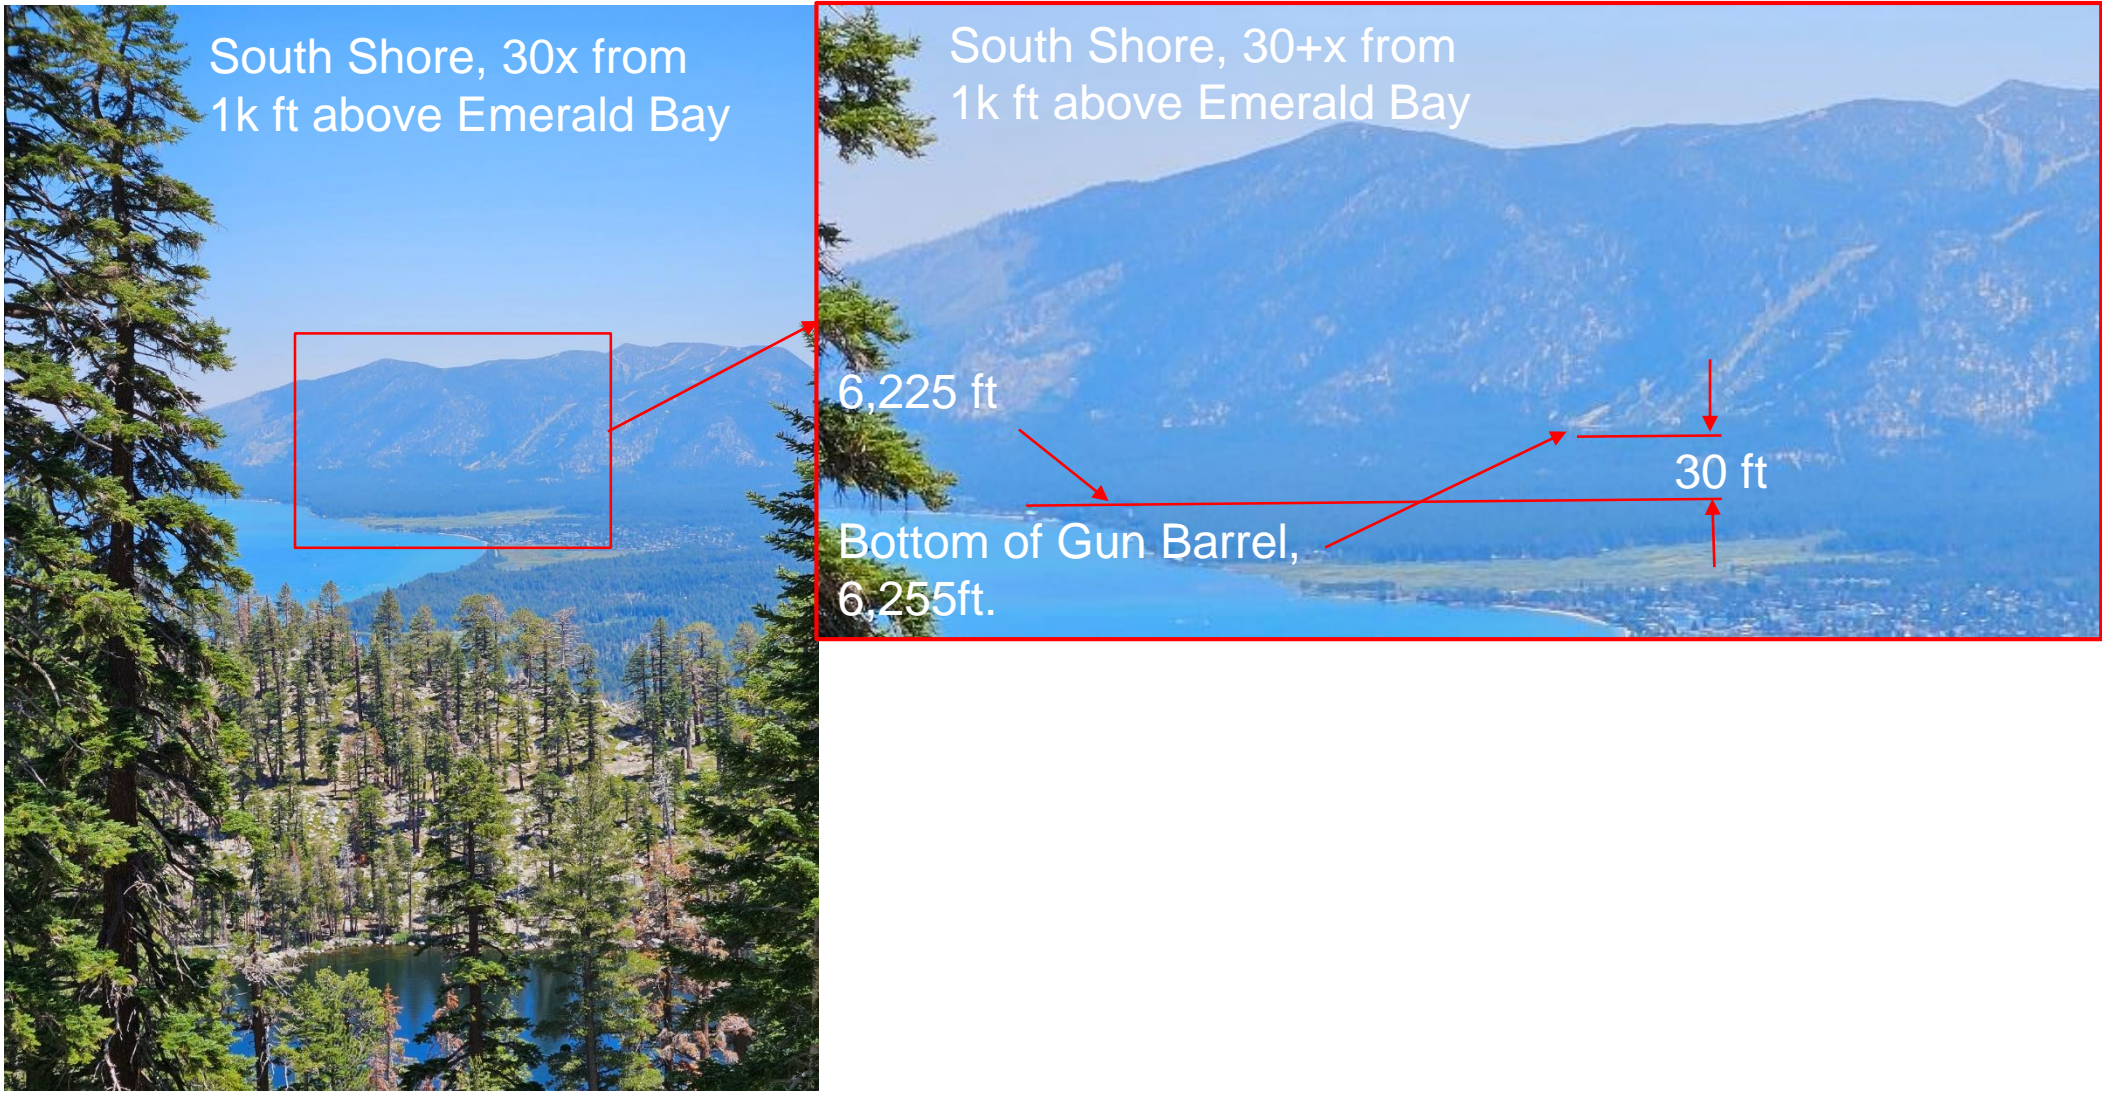 South Shore, 30x from
1k ft above Emerald Bay
South Shore, 30+x from
1k ft above Emerald Bay
6,225 ft
30 ft
Bottom of Gun Barrel,
6,255ft.